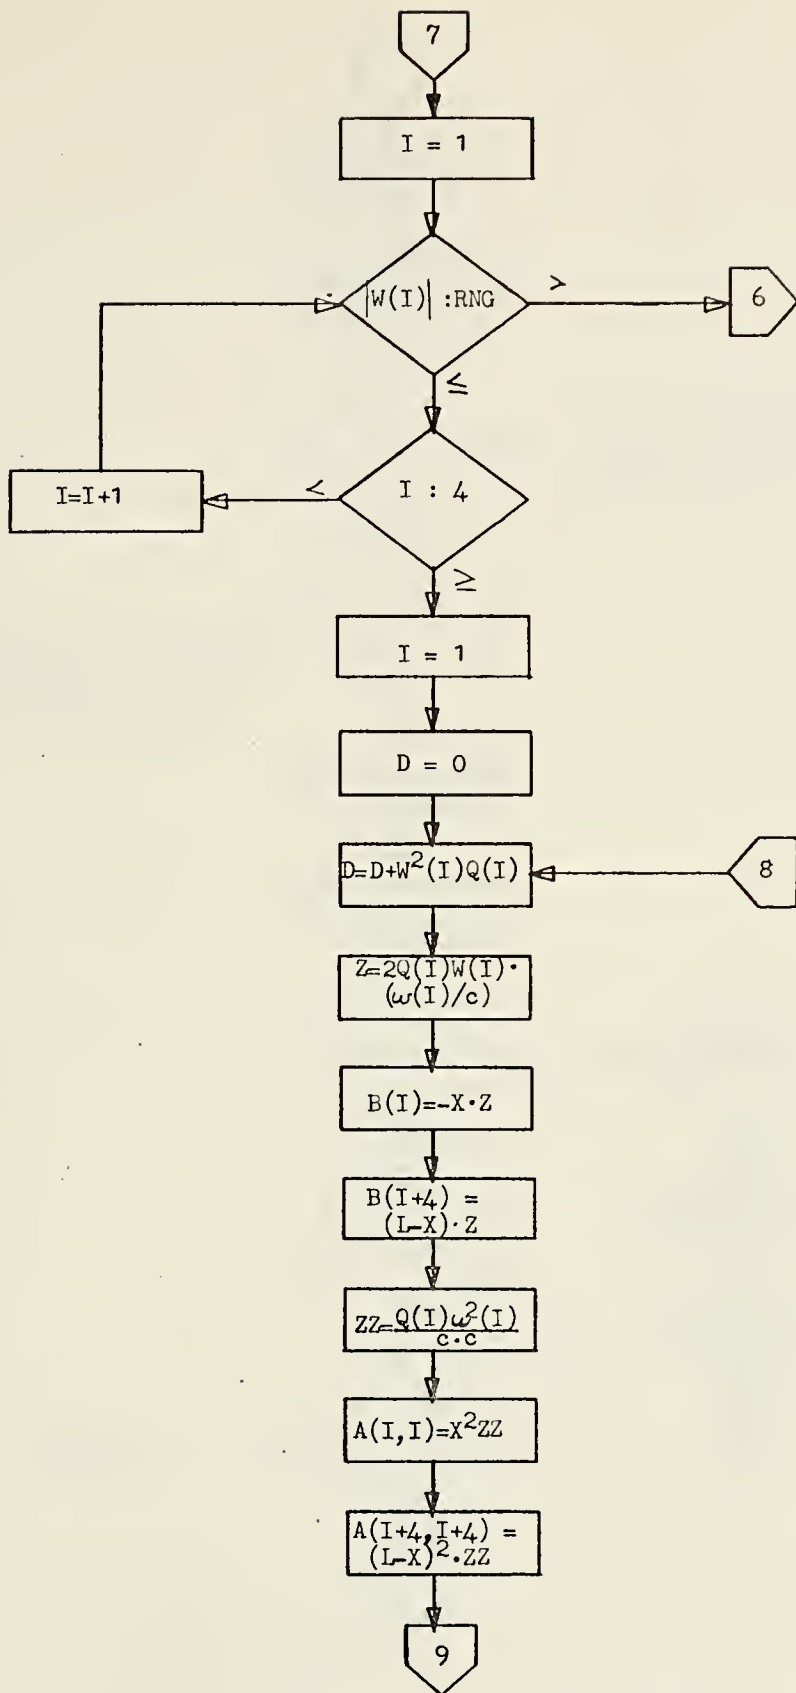 7
I = 1
|W(I)| :RNG
>
6
≤
I : 4
<
I=I+1
≥
I = 1
D = 0
D=D+W²(I)Q(I)
8
Z=2Q(I)W(I)·
(ω(I)/c)
B(I)=-X·Z
B(I+4) =
(L-X)·Z
ZZ=Q(I)ω²(I)
c·c
A(I,I)=X²ZZ
A(I+4,I+4) =
(L-X)²·ZZ
9